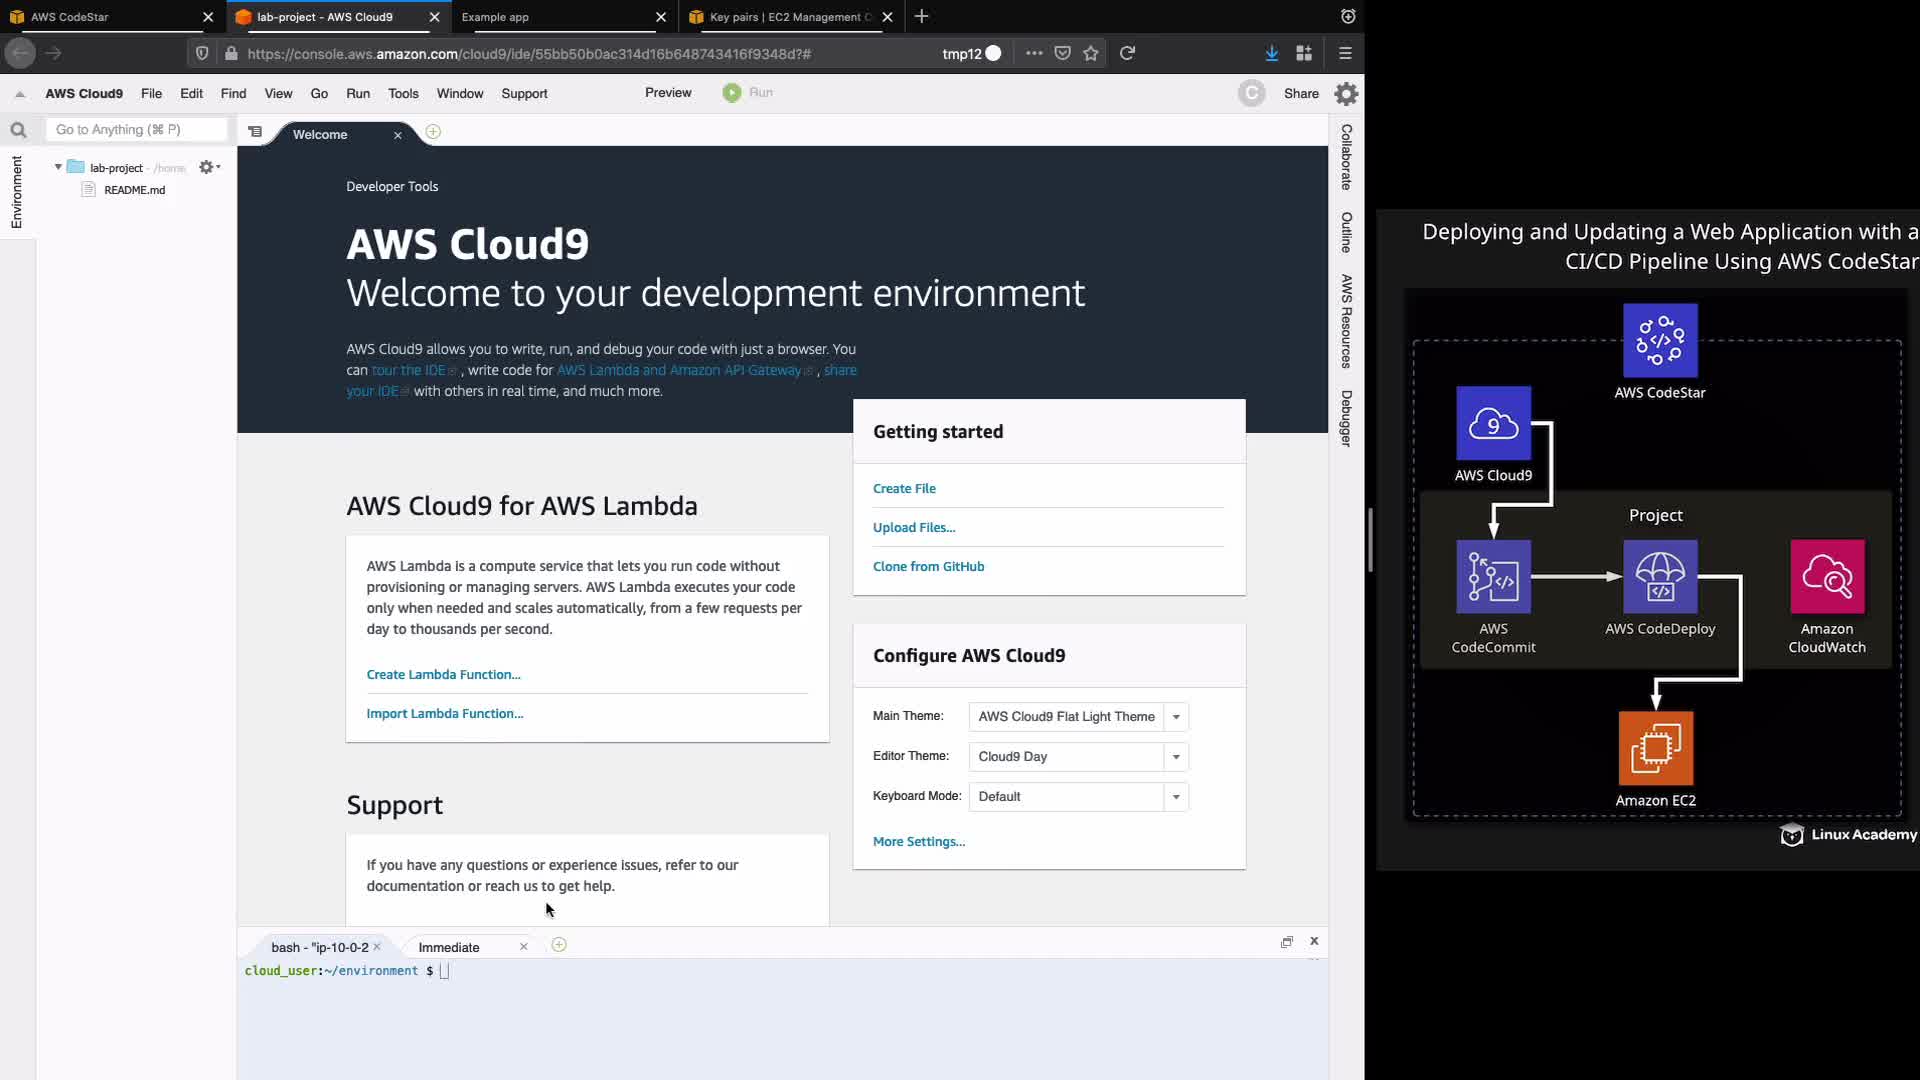 AWS CodeStar
lab-project - AWS Cloud9
Example app
Key pairs | EC2 Management C
https://console.aws.amazon.com/cloud9/ide/55bb50b0ac314d16b648743416f9348d?#
tmp12
AWS Cloud9 File Edit Find View Go Run Tools Window Support Preview Run
C Share
Go to Anything (⌘ P)
Environment
lab-project - /home
README.md
Welcome
Developer Tools
AWS Cloud9
Welcome to your development environment
AWS Cloud9 allows you to write, run, and debug your code with just a browser. You
can tour the IDE , write code for AWS Lambda and Amazon API Gateway , share
your IDE with others in real time, and much more.
Getting started
Create File
Upload Files...
Clone from GitHub
AWS Cloud9 for AWS Lambda
AWS Lambda is a compute service that lets you run code without
provisioning or managing servers. AWS Lambda executes your code
only when needed and scales automatically, from a few requests per
day to thousands per second.
Create Lambda Function...
Import Lambda Function...
Configure AWS Cloud9
Main Theme: AWS Cloud9 Flat Light Theme
Editor Theme: Cloud9 Day
Keyboard Mode: Default
More Settings...
Support
If you have any questions or experience issues, refer to our
documentation or reach us to get help.
bash - "ip-10-0-2
Immediate
cloud_user:~/environment $
Collaborate
Outline
AWS Resources
Debugger
Deploying and Updating a Web Application with a
CI/CD Pipeline Using AWS CodeStar
AWS CodeStar
9
AWS Cloud9
Project
AWS
CodeCommit
AWS CodeDeploy
Amazon
CloudWatch
Amazon EC2
Linux Academy